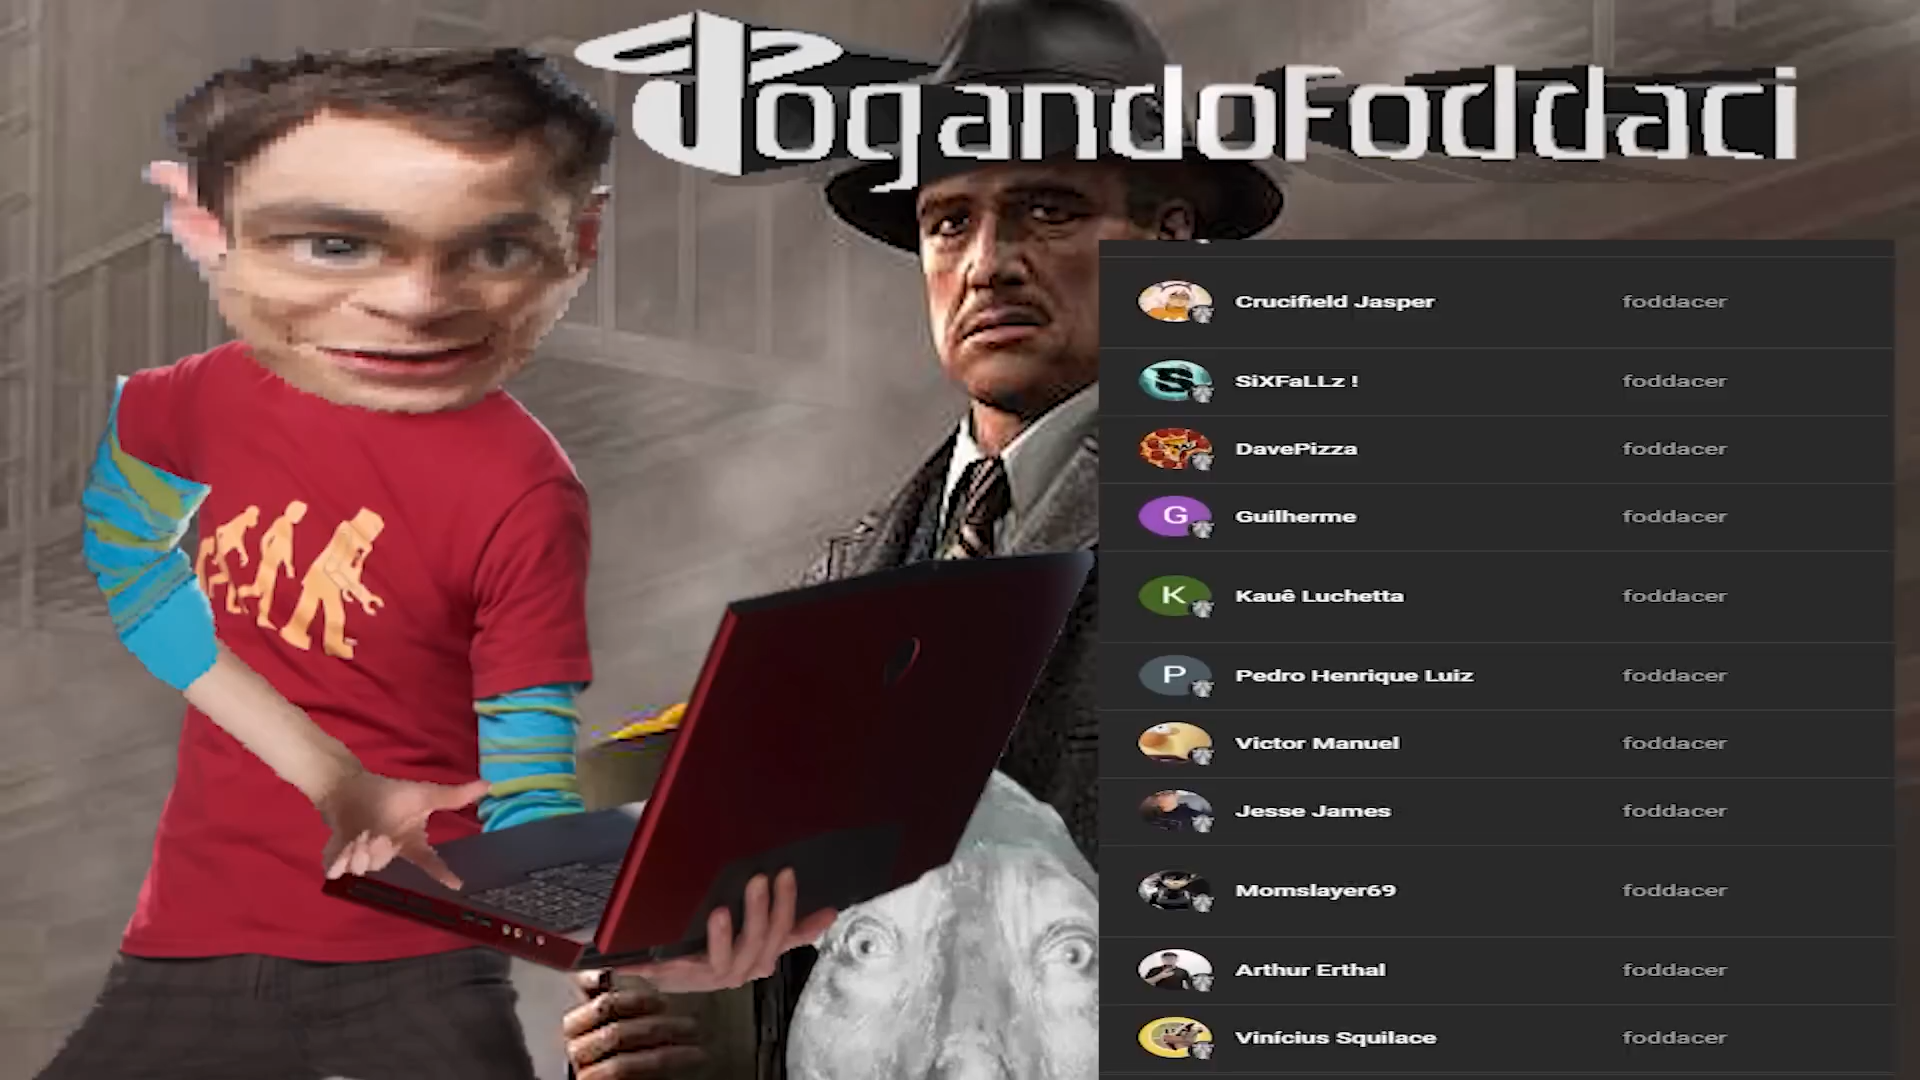 JogandoFoddaci
Crucifield Jasper foddacer
SiXFaLLz ! foddacer
DavePizza foddacer
G Guilherme foddacer
K Kauê Luchetta foddacer
P Pedro Henrique Luiz foddacer
Victor Manuel foddacer
Jesse James foddacer
Momslayer69 foddacer
Arthur Erthal foddacer
Vinícius Squilace foddacer